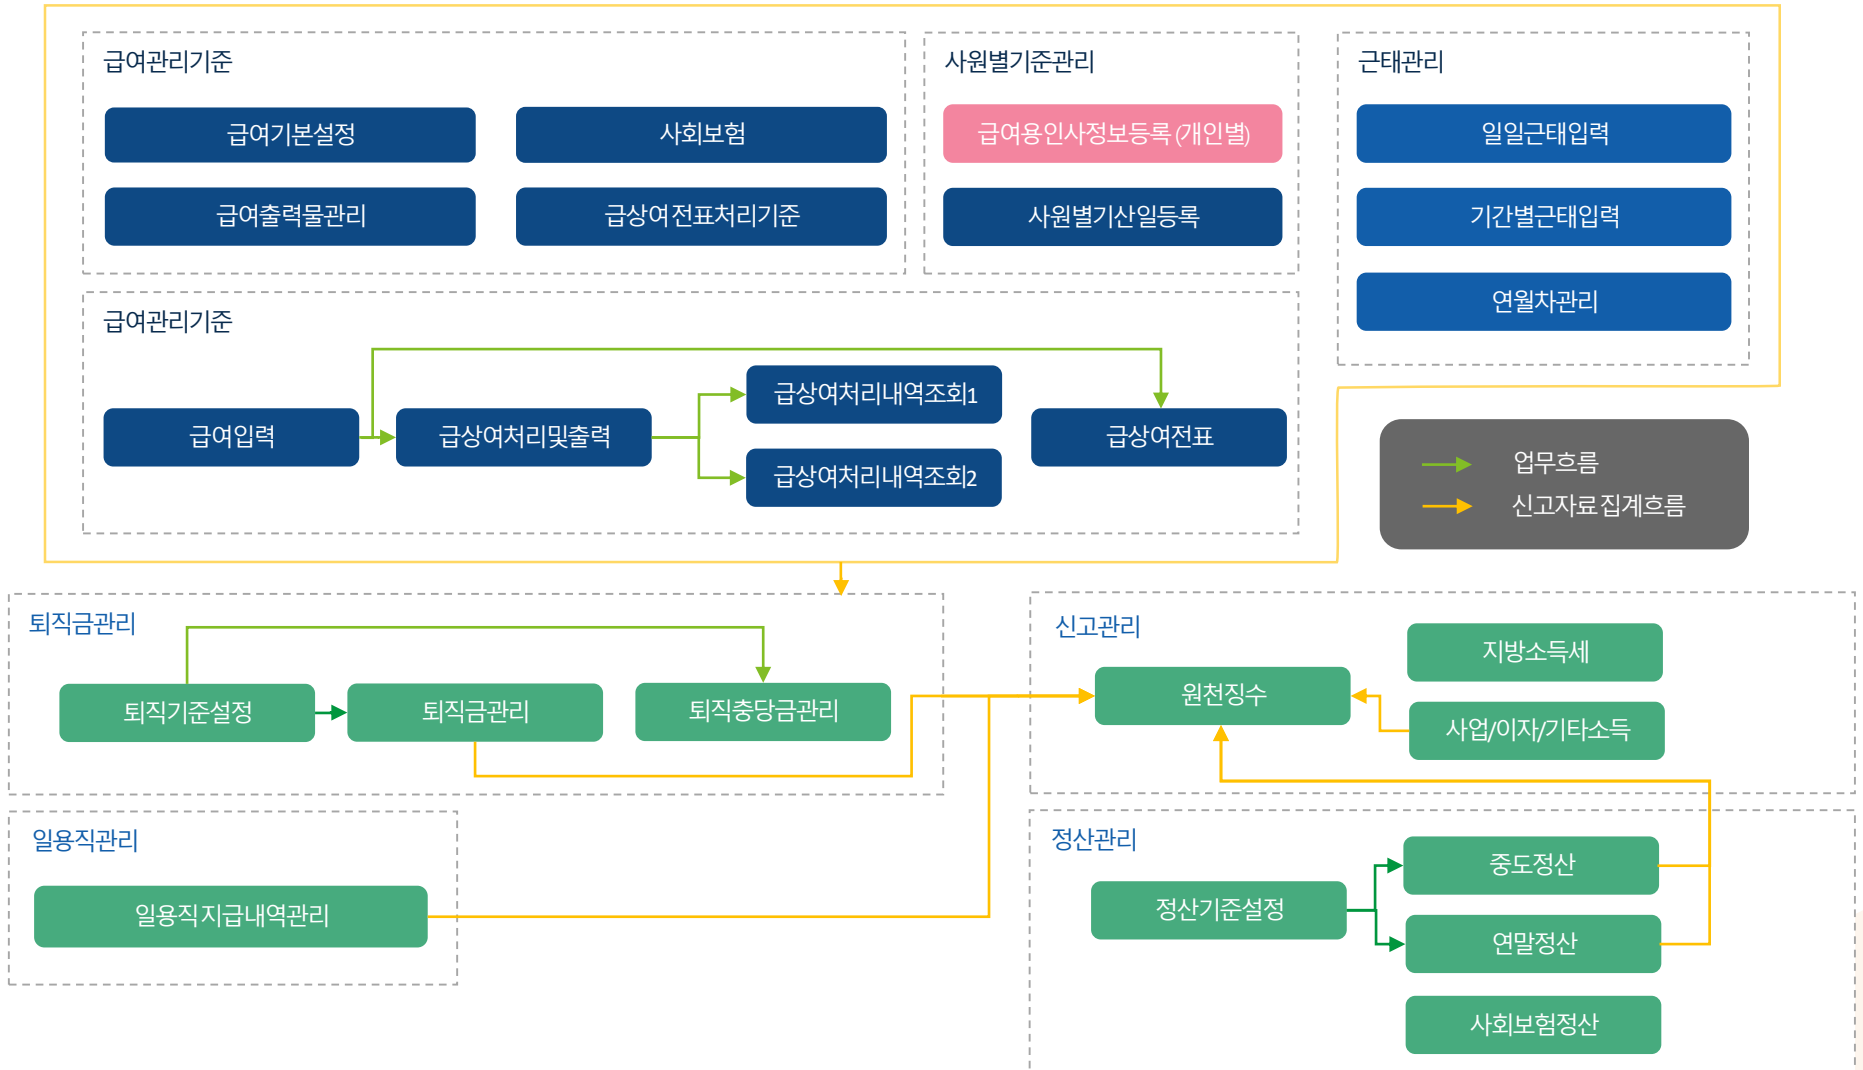 급여관리기준
급여기본설정
사회보험
급여출력물관리
급상여전표처리기준
사원별기준관리
급여용인사정보등록 (개인별)
사원별기산일등록
근태관리
일일근태입력
기간별근태입력
연월차관리
급여관리기준
급여입력
급상여처리및출력
급상여처리내역조회1
급상여처리내역조회2
급상여전표
업무흐름
신고자료 집계흐름
퇴직금관리
퇴직기준설정
퇴직금관리
퇴직충당금관리
신고관리
원천징수
지방소득세
사업/이자/기타소득
일용직관리
일용직 지급내역관리
정산관리
정산기준설정
중도정산
연말정산
사회보험정산